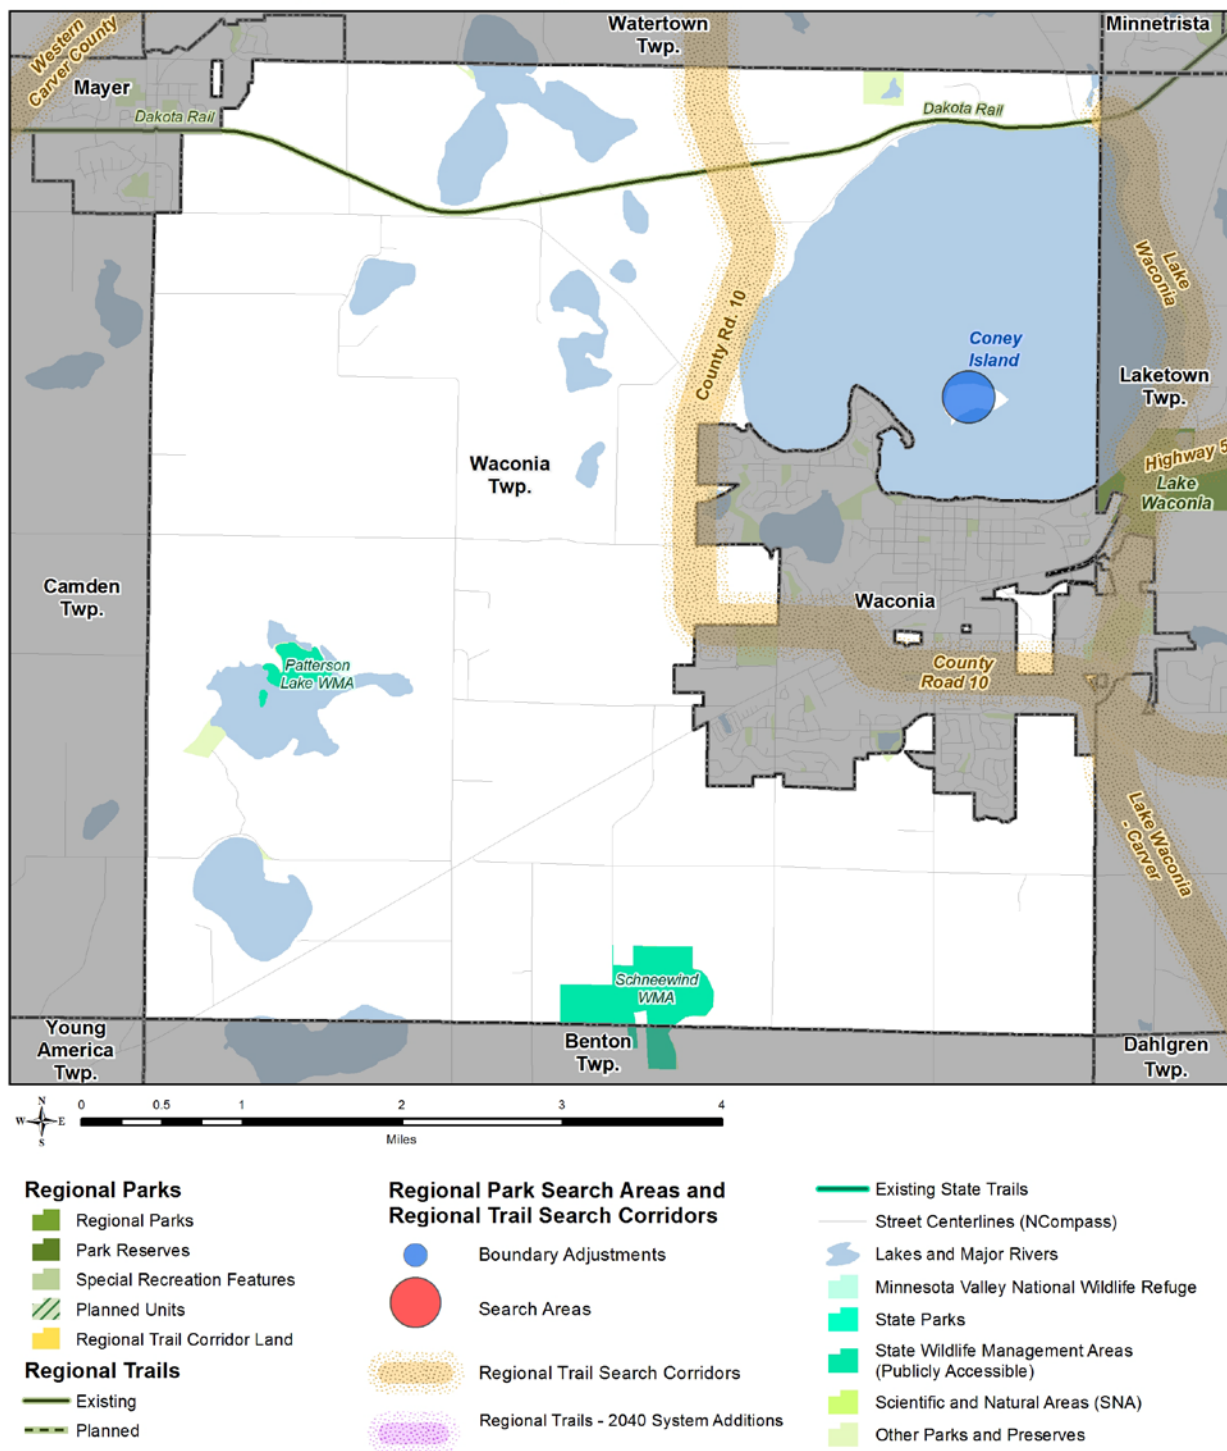 Watertown
Twp.
Minnetrista
Western
Carver County
Mayer
Dakota Rail
Dakota Rail
Lake
Waconia
County Rd. 10
Coney
Island
Laketown
Twp.
Highway 5
Lake
Waconia
Waconia
Twp.
Camden
Twp.
Waconia
Patterson
Lake WMA
County
Road 10
Lake Waconia
- Carver
Schneewind
WMA
Young
America
Twp.
Benton
Twp.
Dahlgren
Twp.
N
W E
S
0 0.5 1 2 3 4
Miles
Regional Parks
Regional Parks
Park Reserves
Special Recreation Features
Planned Units
Regional Trail Corridor Land
Regional Trails
Existing
Planned
Regional Park Search Areas and
Regional Trail Search Corridors
Boundary Adjustments
Search Areas
Regional Trail Search Corridors
Regional Trails - 2040 System Additions
Existing State Trails
Street Centerlines (NCompass)
Lakes and Major Rivers
Minnesota Valley National Wildlife Refuge
State Parks
State Wildlife Management Areas
(Publicly Accessible)
Scientific and Natural Areas (SNA)
Other Parks and Preserves